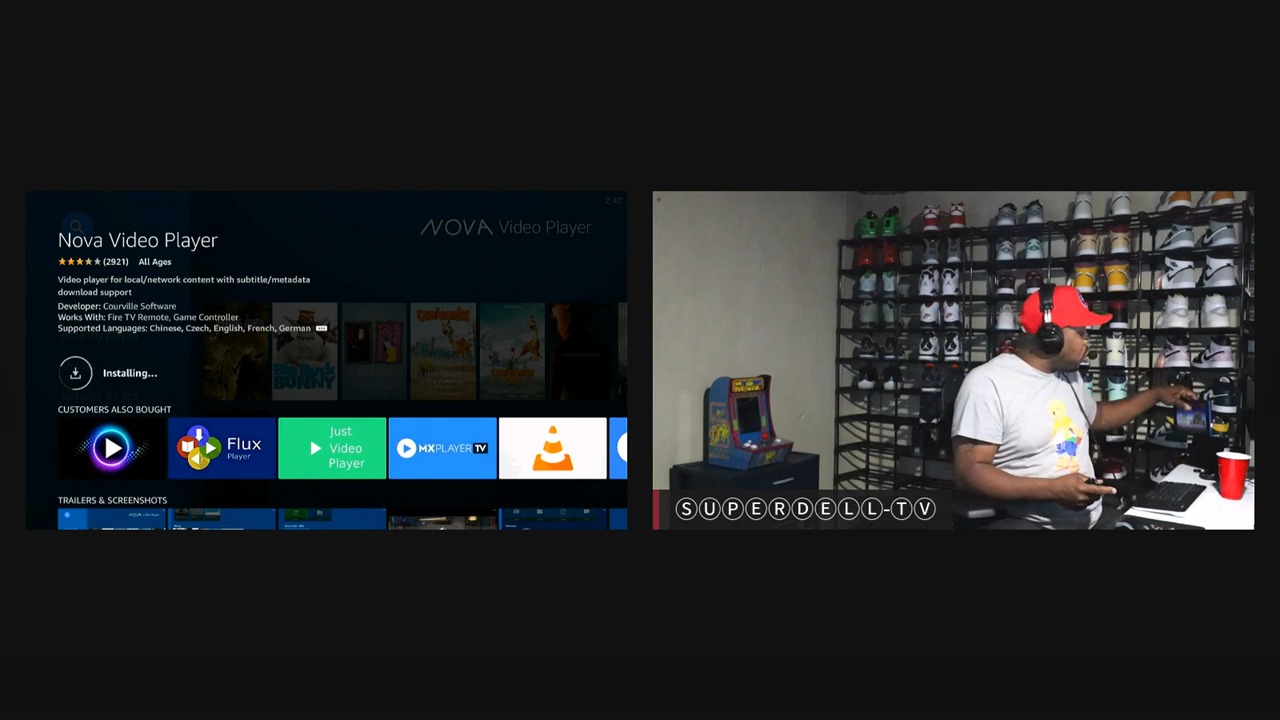 2:42
NOVA Video Player
Nova Video Player
(2921) All Ages
Video player for local/network content with subtitle/metadata
download support
Developer: Courville Software
Works With: Fire TV Remote, Game Controller
Supported Languages: Chinese, Czech, English, French, German
Installing...
CUSTOMERS ALSO BOUGHT
Flux
Player
Just
Video
Player
MXPLAYER TV
TRAILERS & SCREENSHOTS
SUPERDELL-TV